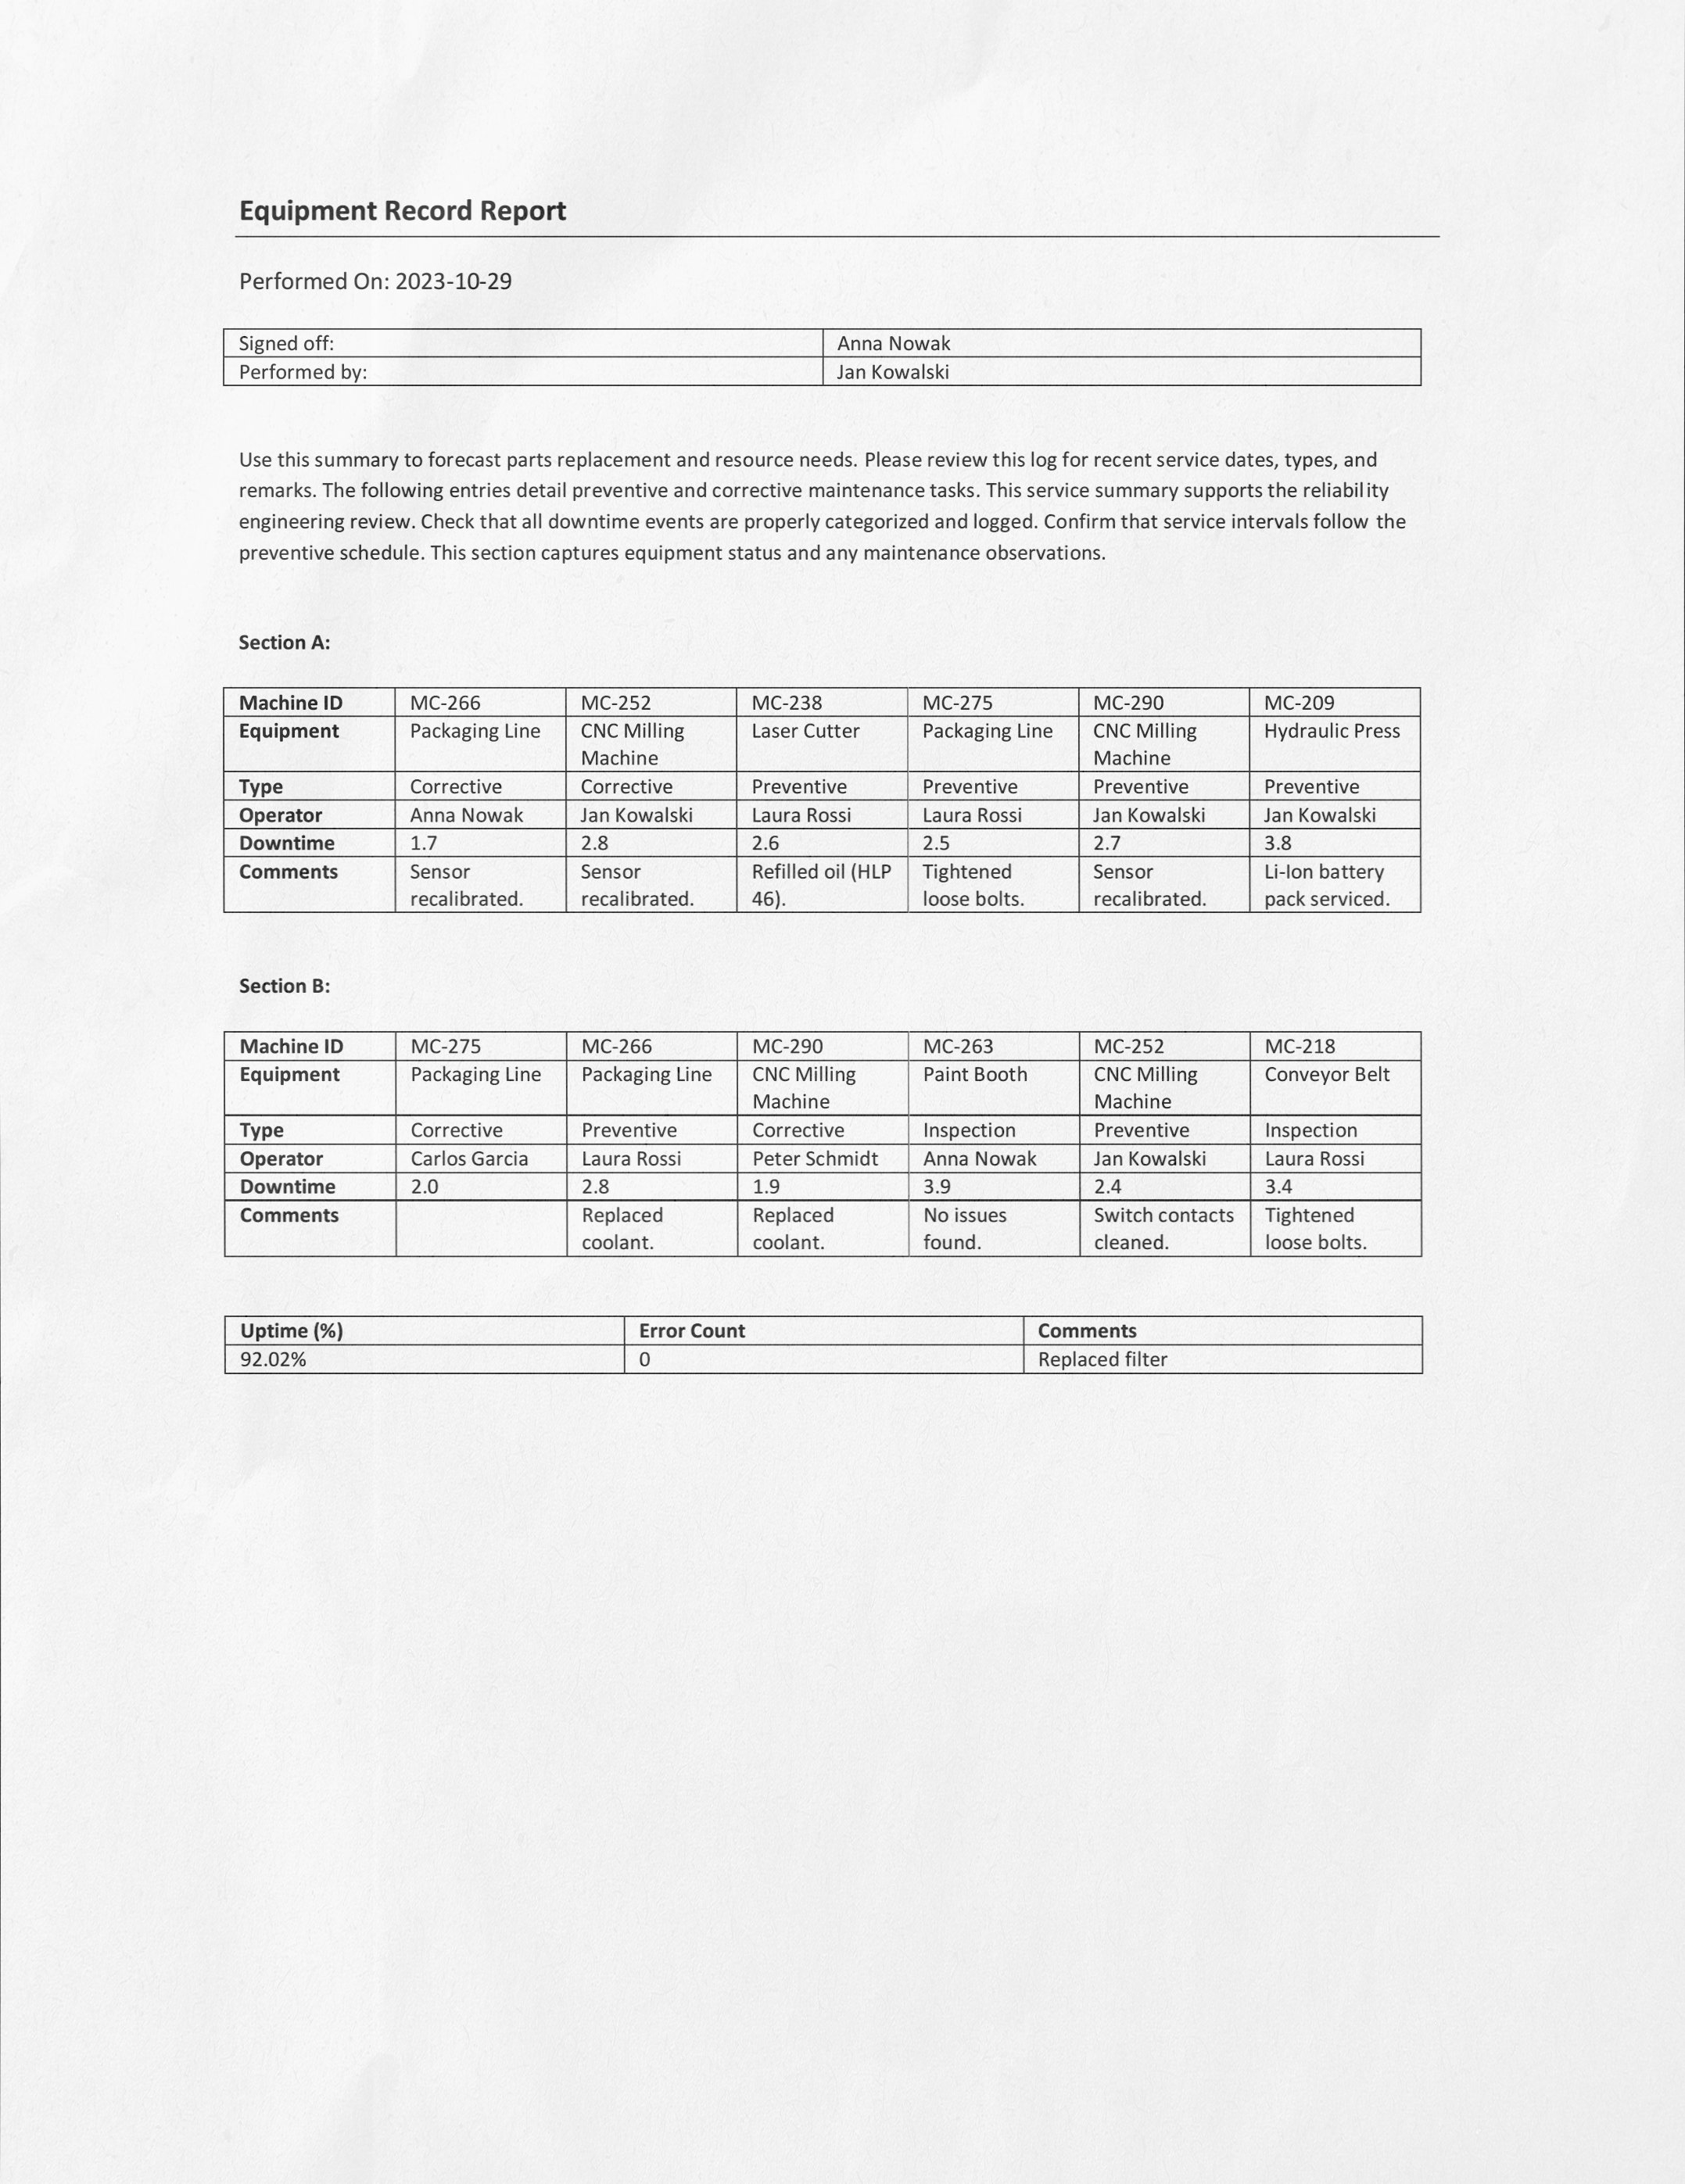 Equipment Record Report
Performed On: 2023-10-29
Signed off: Anna Nowak
Performed by: Jan Kowalski
Use this summary to forecast parts replacement and resource needs. Please review this log for recent service dates, types, and
remarks. The following entries detail preventive and corrective maintenance tasks. This service summary supports the reliability
engineering review. Check that all downtime events are properly categorized and logged. Confirm that service intervals follow the
preventive schedule. This section captures equipment status and any maintenance observations.
Section A:
Machine ID MC-266 MC-252 MC-238 MC-275 MC-290 MC-209
Equipment Packaging Line CNC Milling Laser Cutter Packaging Line CNC Milling Hydraulic Press
Machine Machine
Type Corrective Corrective Preventive Preventive Preventive Preventive
Operator Anna Nowak Jan Kowalski Laura Rossi Laura Rossi Jan Kowalski Jan Kowalski
Downtime 1.7 2.8 2.6 2.5 2.7 3.8
Comments Sensor Sensor Refilled oil (HLP Tightened Sensor Li-Ion battery
recalibrated. recalibrated. 46). loose bolts. recalibrated. pack serviced.
Section B:
Machine ID MC-275 MC-266 MC-290 MC-263 MC-252 MC-218
Equipment Packaging Line Packaging Line CNC Milling Paint Booth CNC Milling Conveyor Belt
Machine Machine
Type Corrective Preventive Corrective Inspection Preventive Inspection
Operator Carlos Garcia Laura Rossi Peter Schmidt Anna Nowak Jan Kowalski Laura Rossi
Downtime 2.0 2.8 1.9 3.9 2.4 3.4
Comments Replaced Replaced No issues Switch contacts Tightened
coolant. coolant. found. cleaned. loose bolts.
Uptime (%) Error Count Comments
92.02% 0 Replaced filter